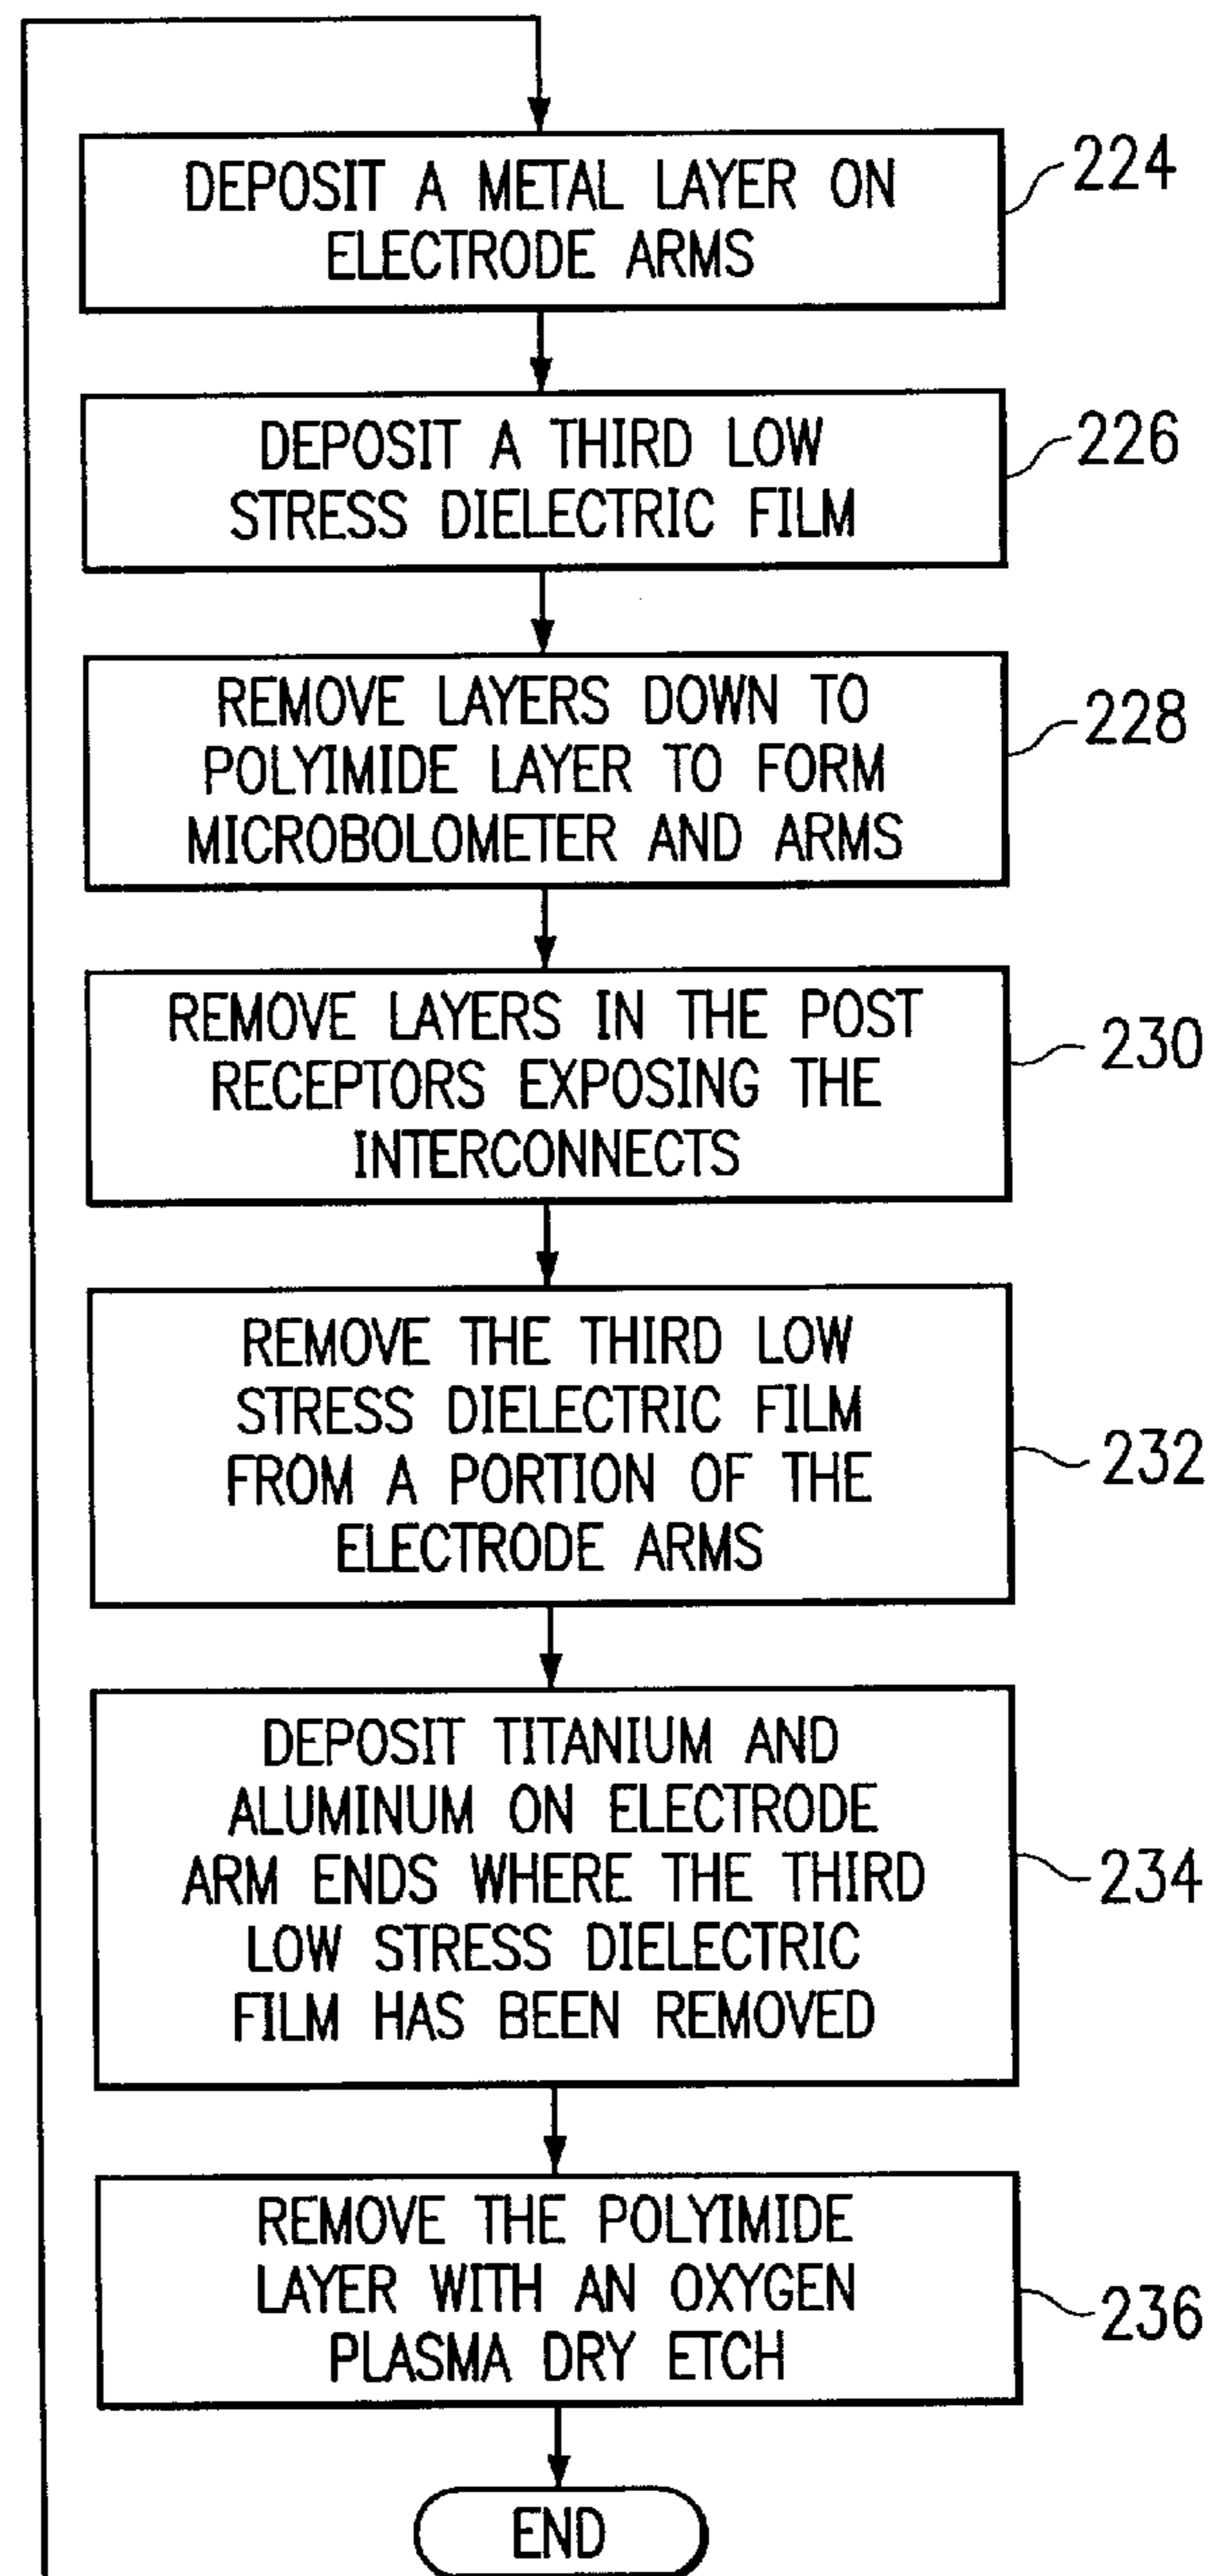 DEPOSIT A METAL LAYER ON
ELECTRODE ARMS
224
DEPOSIT A THIRD LOW
STRESS DIELECTRIC FILM
226
REMOVE LAYERS DOWN TO
POLYIMIDE LAYER TO FORM
MICROBOLOMETER AND ARMS
228
REMOVE LAYERS IN THE POST
RECEPTORS EXPOSING THE
INTERCONNECTS
230
REMOVE THE THIRD LOW
STRESS DIELECTRIC FILM
FROM A PORTION OF THE
ELECTRODE ARMS
232
DEPOSIT TITANIUM AND
ALUMINUM ON ELECTRODE
ARM ENDS WHERE THE THIRD
LOW STRESS DIELECTRIC
FILM HAS BEEN REMOVED
234
REMOVE THE POLYIMIDE
LAYER WITH AN OXYGEN
PLASMA DRY ETCH
236
END